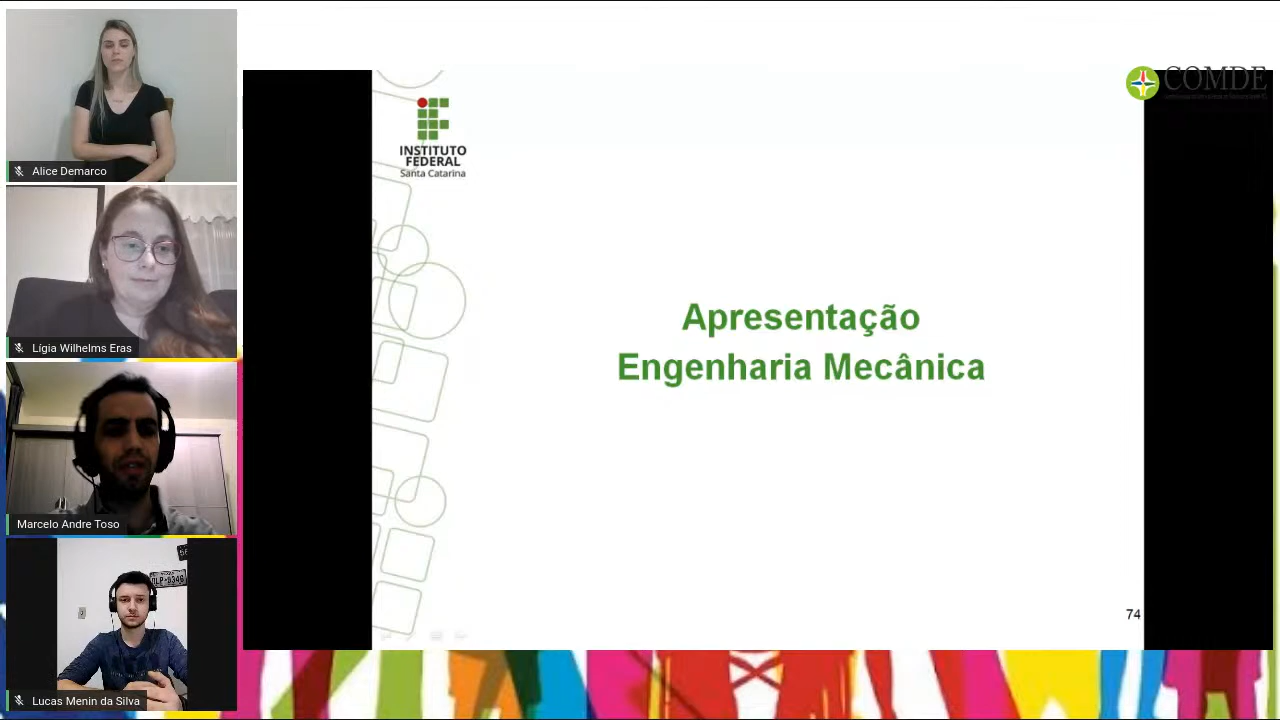 Alice Demarco
Lígia Wilhelms Eras
Marcelo Andre Toso
Lucas Menin da Silva
INSTITUTO
FEDERAL
Santa Catarina
Apresentação
Engenharia Mecânica
74
COMDE